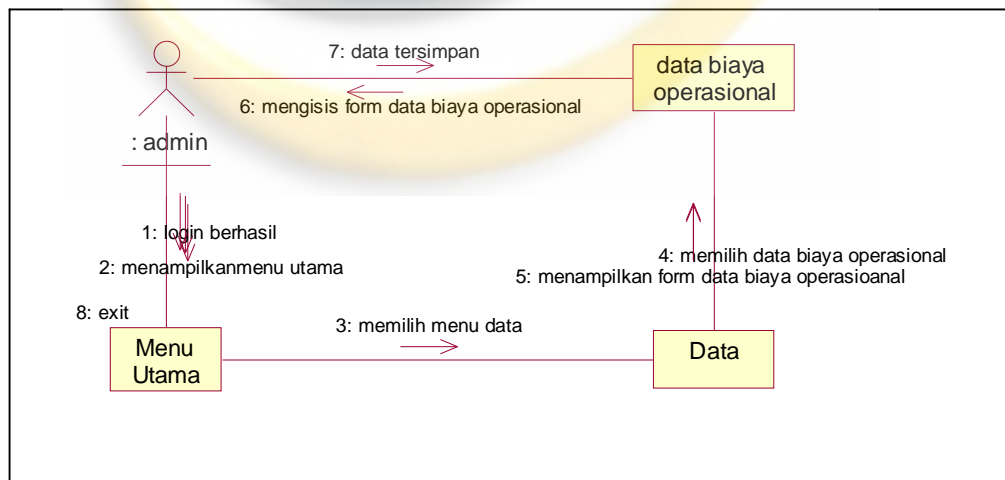 7: data tersimpan
data biaya
operasional
6: mengisis form data biaya operasional
: admin
1: login berhasil
2: menampilkanmenu utama
4: memilih data biaya operasional
5: menampilkan form data biaya operasioanal
8: exit
3: memilih menu data
Menu
Utama
Data